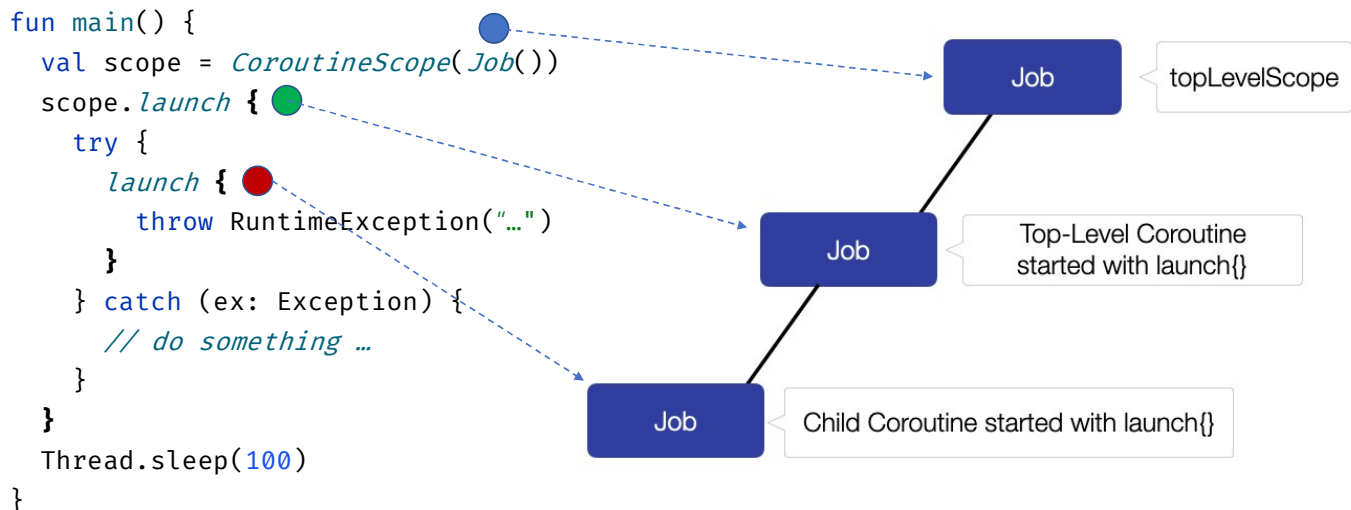 fun main() {
val scope = CoroutineScope(Job())
scope.launch {
try {
launch {
throw RuntimeException(“…")
}
} catch (ex: Exception) {
// do something …
}
}
Thread.sleep(100)
}
Job
topLevelScope
Job
Top-Level Coroutine
started with launch{}
Job
Child Coroutine started with launch{}